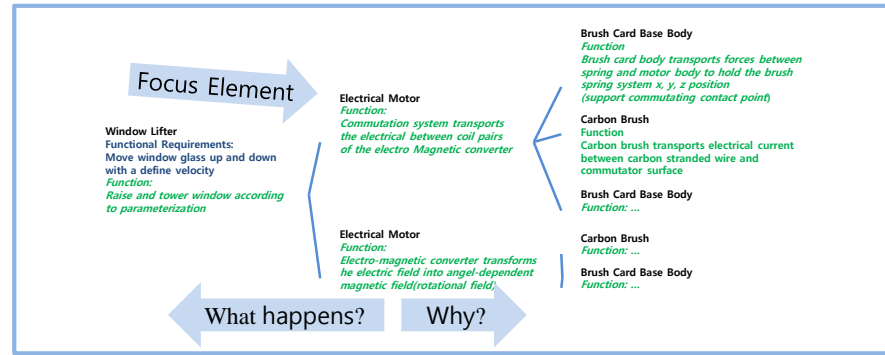 Focus Element
Window Lifter
Functional Requirements:
Move window glass up and down
with a define velocity
Function:
Raise and tower window according
to parameterization
Electrical Motor
Function:
Commutation system transports
the electrical between coil pairs
of the electro Magnetic converter
Electrical Motor
Function:
Electro-magnetic converter transforms
he electric field into angel-dependent
magnetic field(rotational field)
Brush Card Base Body
Function
Brush card body transports forces between
spring and motor body to hold the brush
spring system x, y, z position
(support commutating contact point)
Carbon Brush
Function
Carbon brush transports electrical current
between carbon stranded wire and
commutator surface
Brush Card Base Body
Function: ...
Carbon Brush
Function: ...
Brush Card Base Body
Function: ...
What happens?
Why?